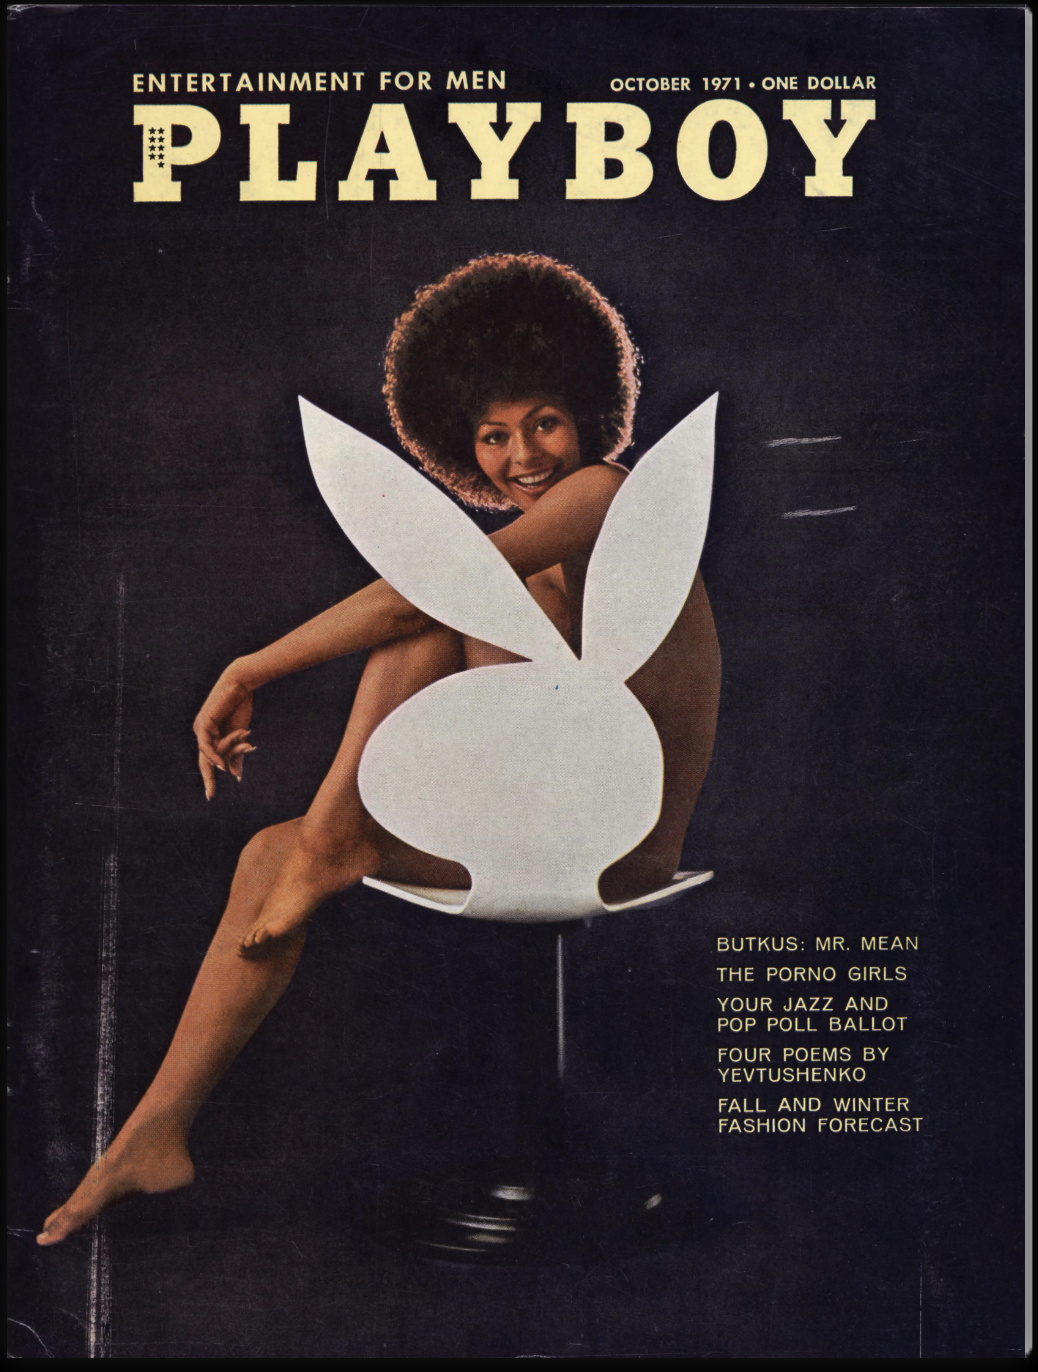 ENTERTAINMENT FOR MEN
OCTOBER 1971 • ONE DOLLAR
PLAYBOY
BUTKUS: MR. MEAN
THE PORNO GIRLS
YOUR JAZZ AND
POP POLL BALLOT
FOUR POEMS BY
YEVTUSHENKO
FALL AND WINTER
FASHION FORECAST